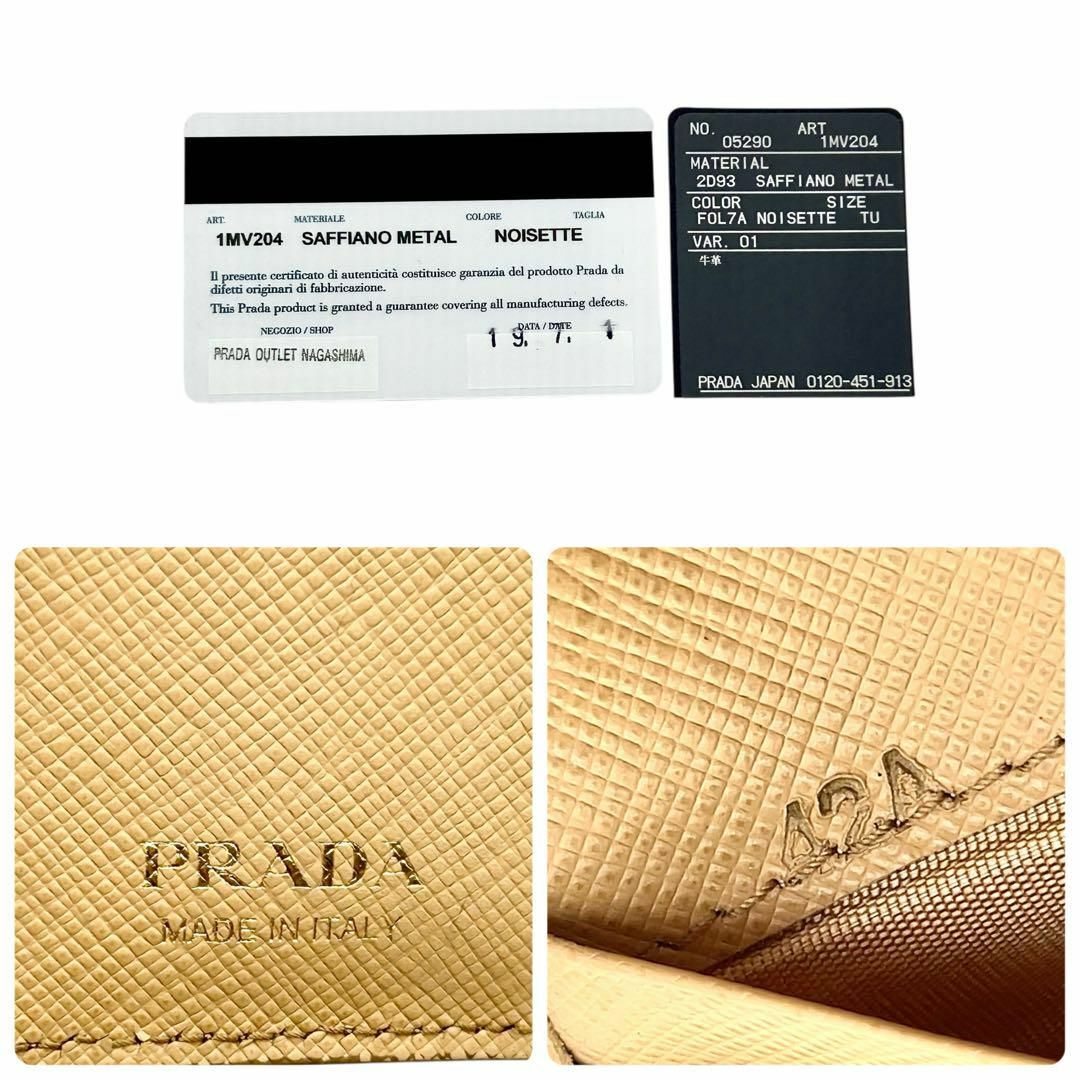 ART. MATERIALE COLORE TAGLIA
1MV204 SAFFIANO METAL NOISETTE
Il presente certificato di autenticità costituisce garanzia del prodotto Prada da
difetti originari di fabbricazione.
This Prada product is granted a guarantee covering all manufacturing defects.
NEGOZIO / SHOP DATA / DATE
PRADA OUTLET NAGASHIMA 19. 7. 1
NO. ART
05290 1MV204
MATERIAL
2D93 SAFFIANO METAL
COLOR SIZE
F0L7A NOISETTE TU
VAR. 01
牛革
PRADA JAPAN 0120-451-913
PRADA
MADE IN ITALY
42A